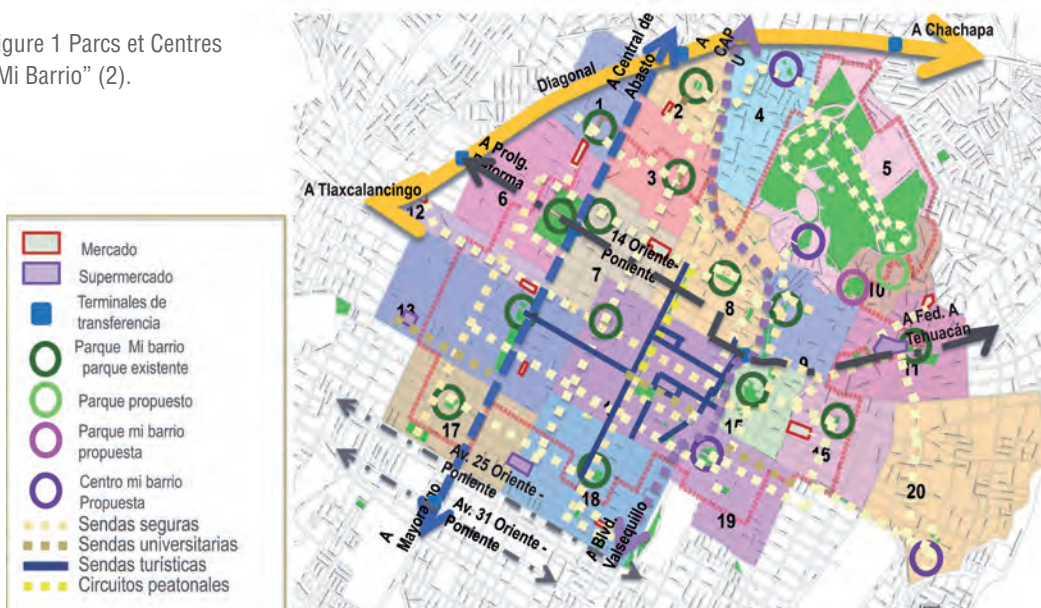 igure 1 Parcs et Centres
Mi Barrio” (2).
A Chachapa
A Central de
Abasto
A
CAP
U
Diagonal
1
2
4
A Prolg.
3
5
A Tlaxcalancingo
6
12
14 Oriente-
Poniente
7
8
10
A Fed. A
Tehuacán
13
9
11
17
15
15
20
Av. 25 Oriente -
Poniente
18
Av. 31 Oriente -
Poniente
19
A
A Blvd.
Valsequillo
Mercado
Supermercado
Terminales de
transferencia
Parque Mi barrio
parque existente
Parque propuesto
Parque mi barrio
propuesta
Centro mi barrio
Propuesta
Sendas seguras
Sendas universitarias
Sendas turísticas
Circuitos peatonales